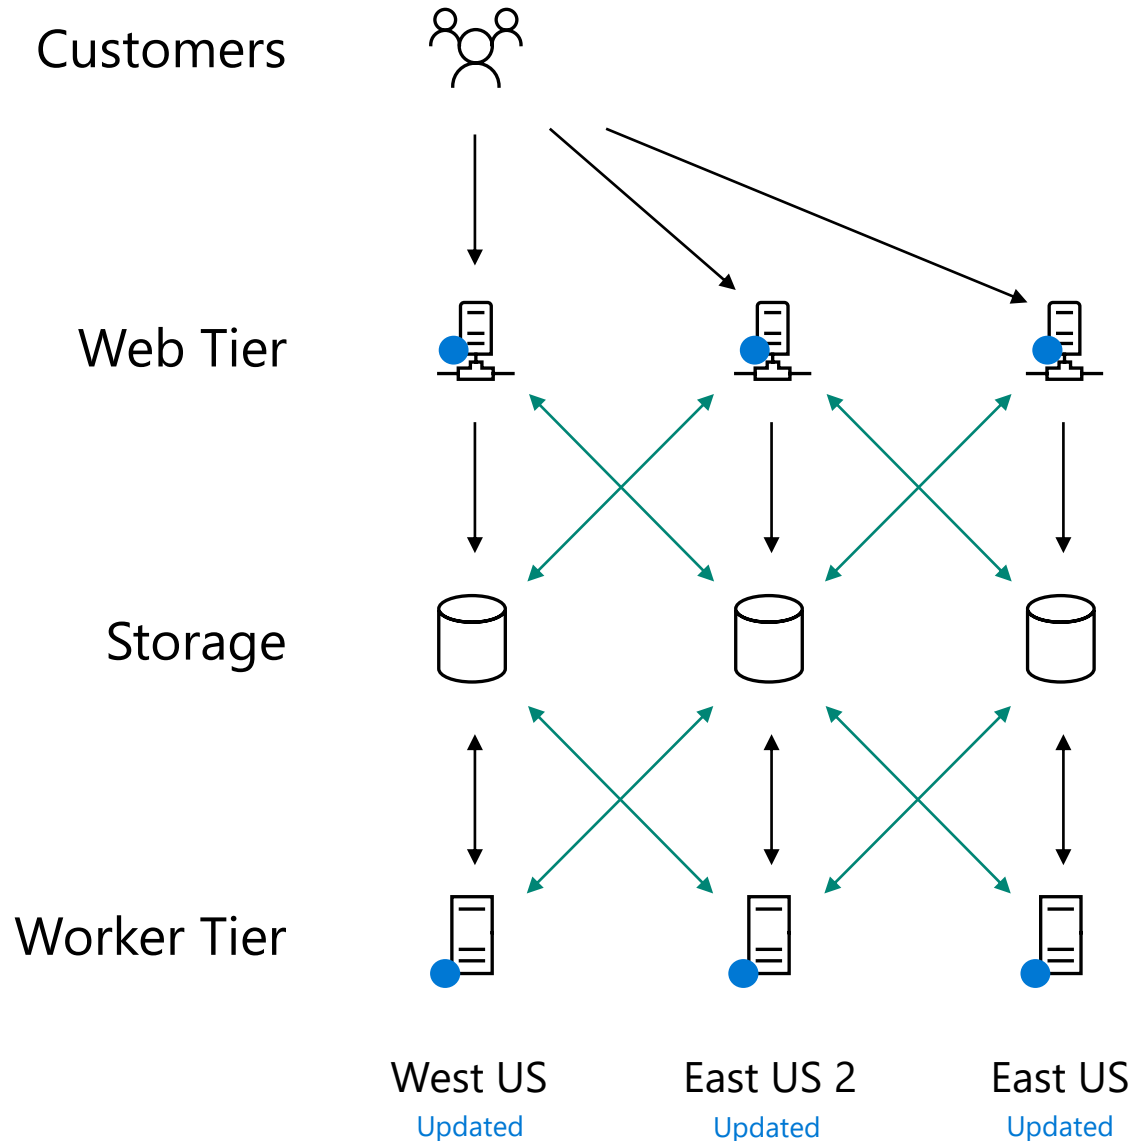 Customers
Web Tier
Storage
Worker Tier
West US
East US 2
East US
Updated
Updated
Updated